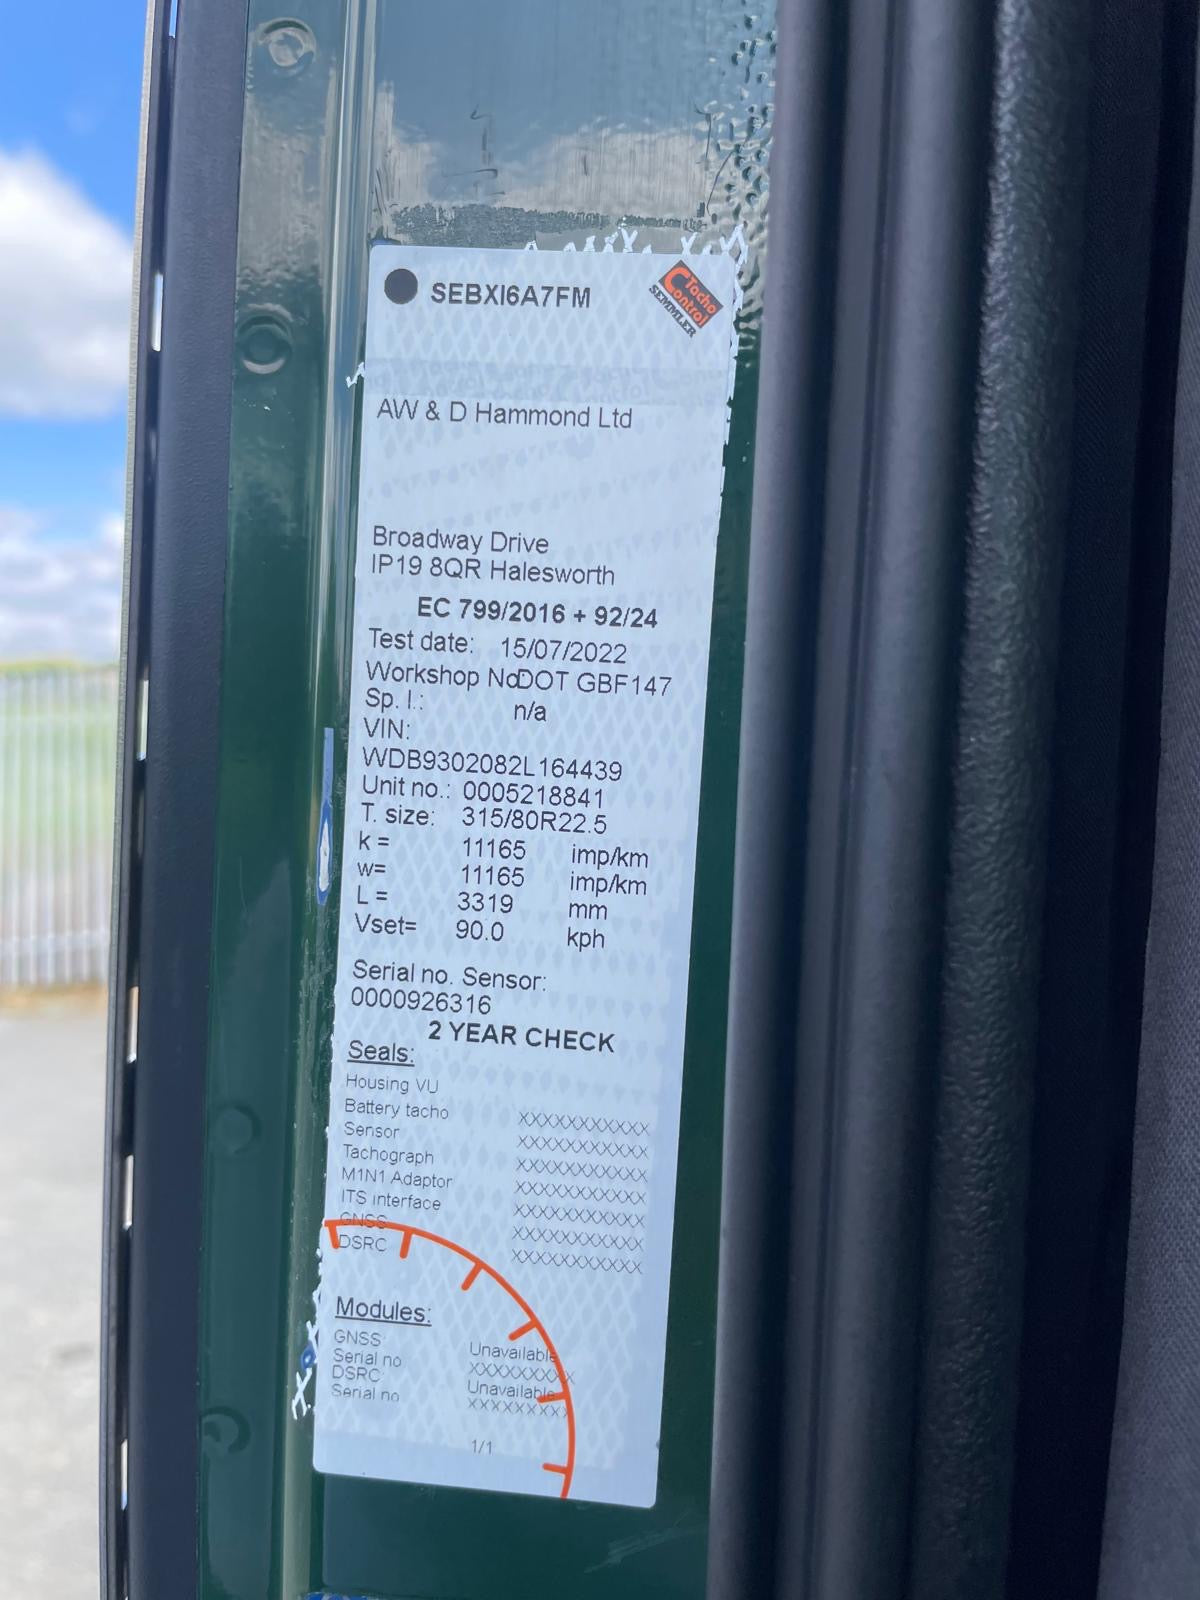 SEBXI6A7FM
Tacho
Control
SEMMLER
AW & D Hammond Ltd
Broadway Drive
IP19 8QR Halesworth
EC 799/2016 + 92/24
Test date: 15/07/2022
Workshop No DOT GBF147
Sp. I.: n/a
VIN:
WDB9302082L164439
Unit no.: 0005218841
T. size: 315/80R22.5
k = 11165 imp/km
w= 11165 imp/km
L = 3319 mm
Vset= 90.0 kph
Serial no. Sensor:
0000926316
2 YEAR CHECK
Seals:
Housing VU
Battery tacho XXXXXXXXXXX
Sensor XXXXXXXXXXX
Tachograph XXXXXXXXXXX
M1N1 Adaptor XXXXXXXXXXX
ITS interface XXXXXXXXXXX
GNSS XXXXXXXXXXX
DSRC XXXXXXXXXXX
Modules:
GNSS Unavailable
Serial no XXXXXXXXX
DSRC Unavailable
Serial no XXXXXXXXX
1/1